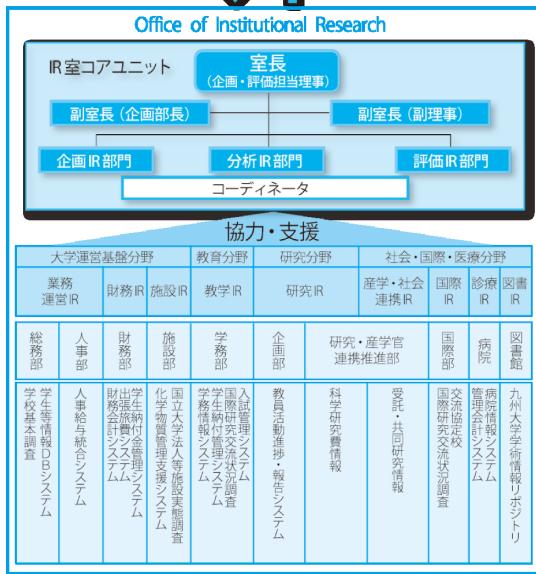 Office of Institutional Research
IR室コアユニット
室長
(企画・評価担当理事)
副室長(企画部長)
副室長(副理事)
企画IR部門
分析IR部門
評価IR部門
コーディネータ
協力・支援
大学運営基盤分野
教育分野
研究分野
社会・国際・医療分野
業務
運営IR
財務IR
施設IR
教学IR
研究IR
産学・社会
連携IR
国際
IR
診療
IR
図書
IR
総務部
人事部
財務部
施設部
学務部
企画部
研究・産学官
連携推進部
国際部
病院
図書館
学生等情報DBシステム
学校基本調査
人事給与統合システム
学生納付金管理システム
出張旅費システム
財務会計システム
国立大学法人等施設実態調査
化学物質管理支援システム
入試管理システム
国際研究交流状況調査
学生納付管理システム
学務情報システム
教員活動進捗・報告システム
科学研究費情報
受託・共同研究情報
交流協定校
国際研究交流状況調査
病院情報システム
管理会計システム
九州大学学術情報リポジトリ